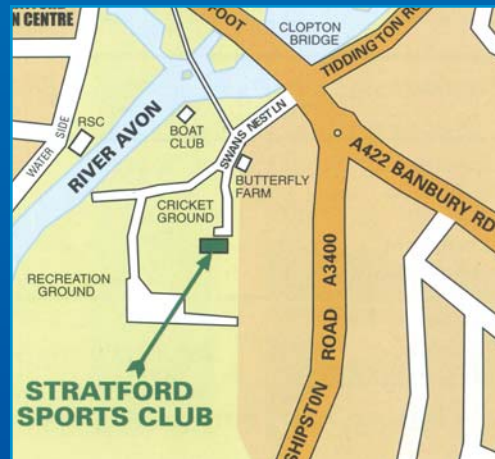 N CENTRE
FOOT
CLOPTON
BRIDGE
TIDDINGTON
RSC
WATER SIDE
RIVER AVON
BOAT
CLUB
SWANS NEST LN
BUTTERFLY
FARM
A422 BANBURY RD
CRICKET
GROUND
RECREATION
GROUND
SHIPSTON ROAD A3400
STRATFORD
SPORTS CLUB